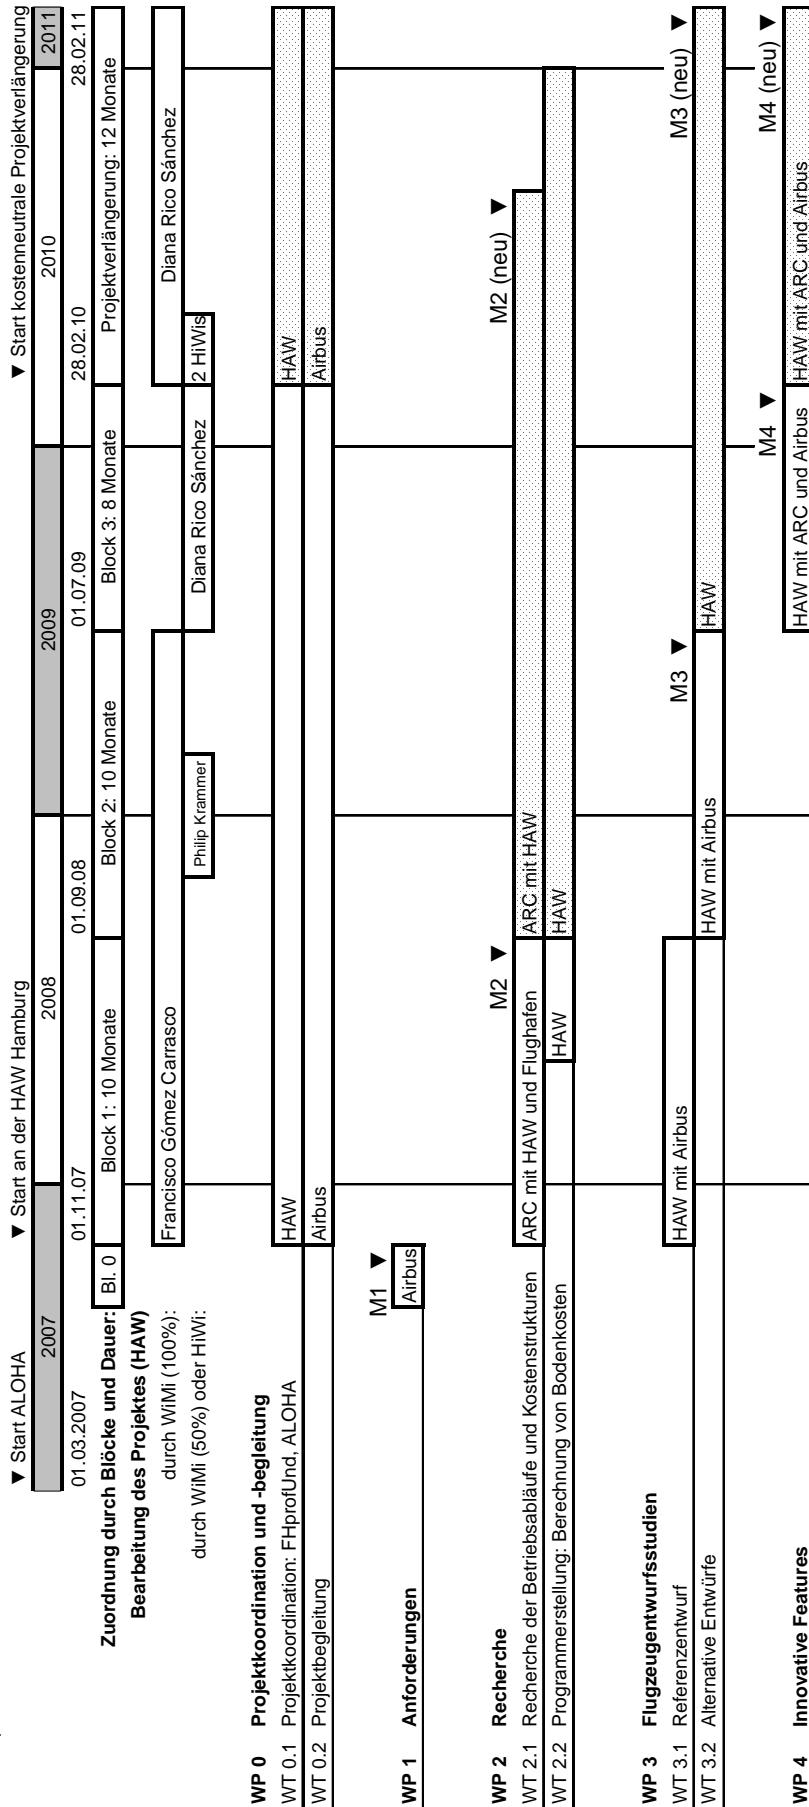 ▼ Start ALOHA ▼ Start an der HAW Hamburg ▼ Start kostenneutrale Projektverlängerung
2007 2008 2009 2010 2011
01.03.2007 01.11.07 01.09.08 01.07.09 28.02.10 28.02.11
Zuordnung durch Blöcke und Dauer: Bl. 0 Block 1: 10 Monate Block 2: 10 Monate Block 3: 8 Monate Projektverlängerung: 12 Monate
Bearbeitung des Projektes (HAW)
durch WiMi (100%): Francisco Gómez Carrasco Diana Rico Sánchez
durch WiMi (50%) oder HiWi: Philip Krammer Diana Rico Sánchez 2 HiWis
WP 0 Projektkoordination und -begleitung
WT 0.1 Projektkoordination: FHprofUnd, ALOHA HAW HAW
WT 0.2 Projektbegleitung Airbus Airbus
M1 ▼
WP 1 Anforderungen Airbus
M2 ▼ M2 (neu) ▼
WP 2 Recherche
WT 2.1 Recherche der Betriebsabläufe und Kostenstrukturen ARC mit HAW und Flughafen ARC mit HAW
WT 2.2 Programmerstellung: Berechnung von Bodenkosten HAW HAW
WP 3 Flugzeugentwurfsstudien M3 ▼ M3 (neu) ▼
WT 3.1 Referenzentwurf HAW mit Airbus
WT 3.2 Alternative Entwürfe HAW mit Airbus HAW
M4 ▼ M4 (neu) ▼
WP 4 Innovative Features HAW mit ARC und Airbus HAW mit ARC und Airbus